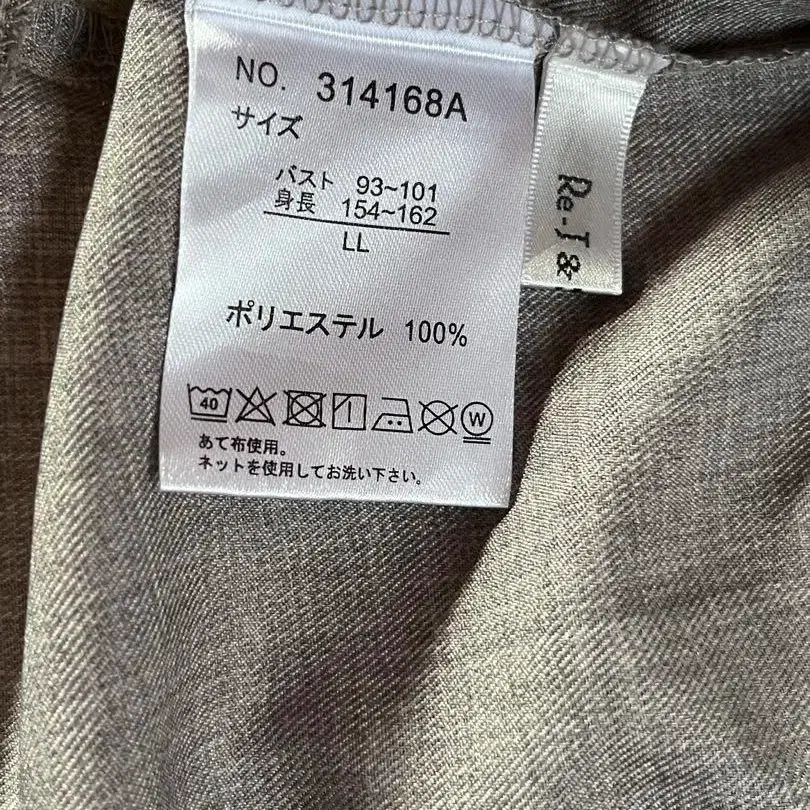 NO. 314168A
サイズ
バスト 93~101
身長 154~162
LL
ポリエステル 100%
40
W
あて布使用。
ネットを使用してお洗い下さい。
Re-J &